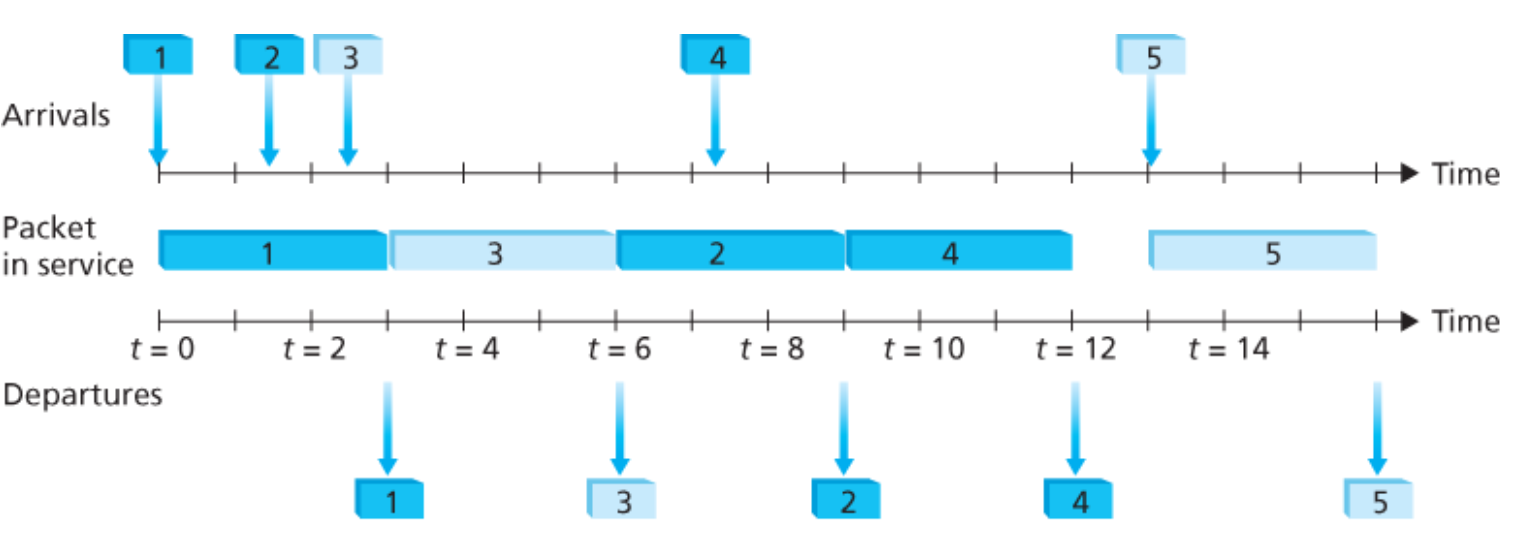 1 2 3 4 5
Arrivals
Time
Packet
in service
1 3 2 4 5
Time
t = 0 t = 2 t = 4 t = 6 t = 8 t = 10 t = 12 t = 14
Departures
1 3 2 4 5